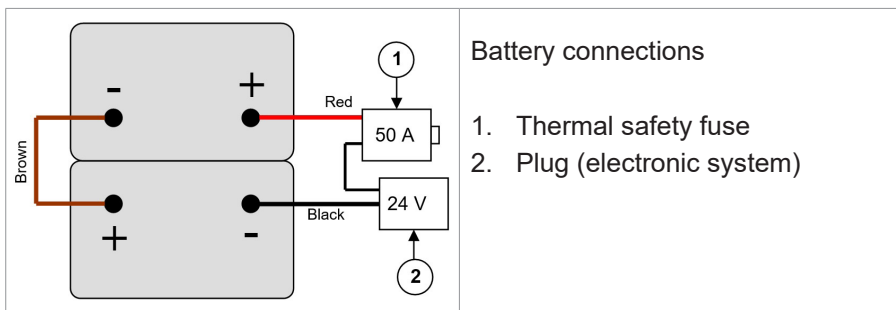 -
+
1
Red
50 A
Brown
24 V
Black
+
-
2
Battery connections
1. Thermal safety fuse
2. Plug (electronic system)